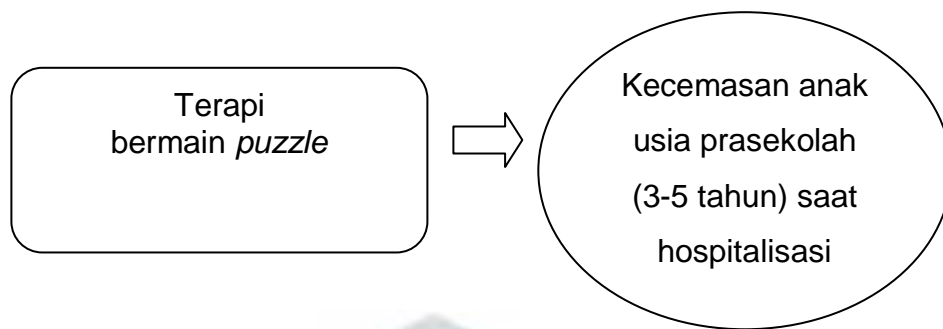 Terapi
bermain puzzle
Kecemasan anak
usia prasekolah
(3-5 tahun) saat
hospitalisasi